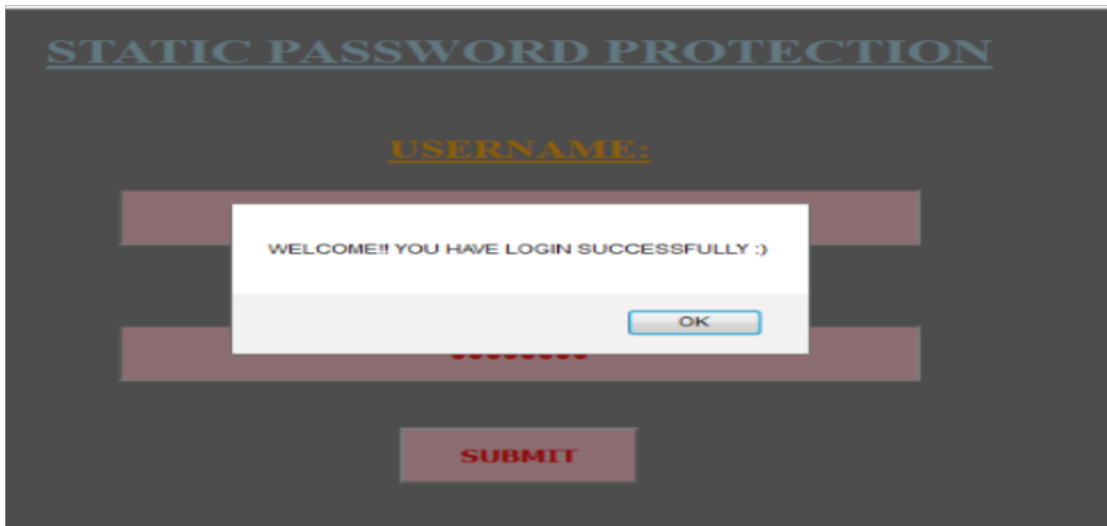 STATIC PASSWORD PROTECTION
USERNAME:
WELCOME!! YOU HAVE LOGIN SUCCESSFULLY :)
OK
SUBMIT